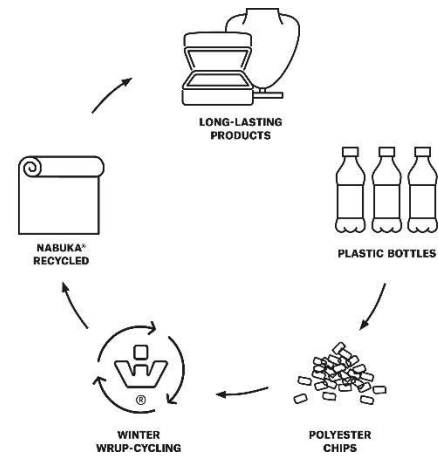 LONG-LASTING
PRODUCTS
PLASTIC BOTTLES
POLYESTER
CHIPS
®
WINTER
WRUP-CYCLING
NABUKA®
RECYCLED